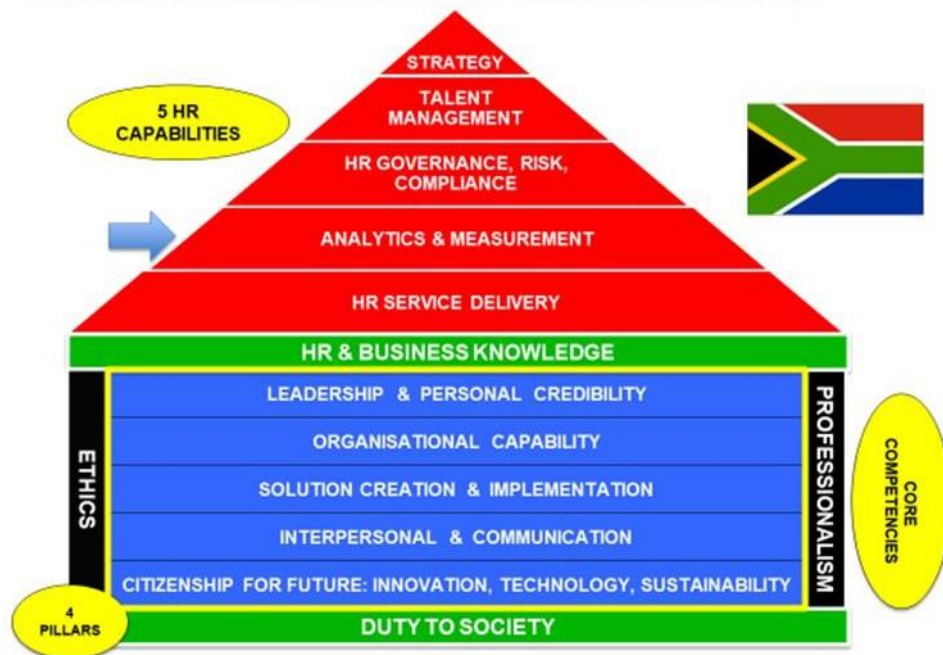 STRATEGY
5 HR
CAPABILITIES
TALENT
MANAGEMENT
HR GOVERNANCE, RISK,
COMPLIANCE
ANALYTICS & MEASUREMENT
HR SERVICE DELIVERY
HR & BUSINESS KNOWLEDGE
ETHICS
LEADERSHIP & PERSONAL CREDIBILITY
ORGANISATIONAL CAPABILITY
SOLUTION CREATION & IMPLEMENTATION
INTERPERSONAL & COMMUNICATION
CITIZENSHIP FOR FUTURE: INNOVATION, TECHNOLOGY, SUSTAINABILITY
PROFESSIONALISM
CORE
COMPETENCIES
4
PILLARS
DUTY TO SOCIETY